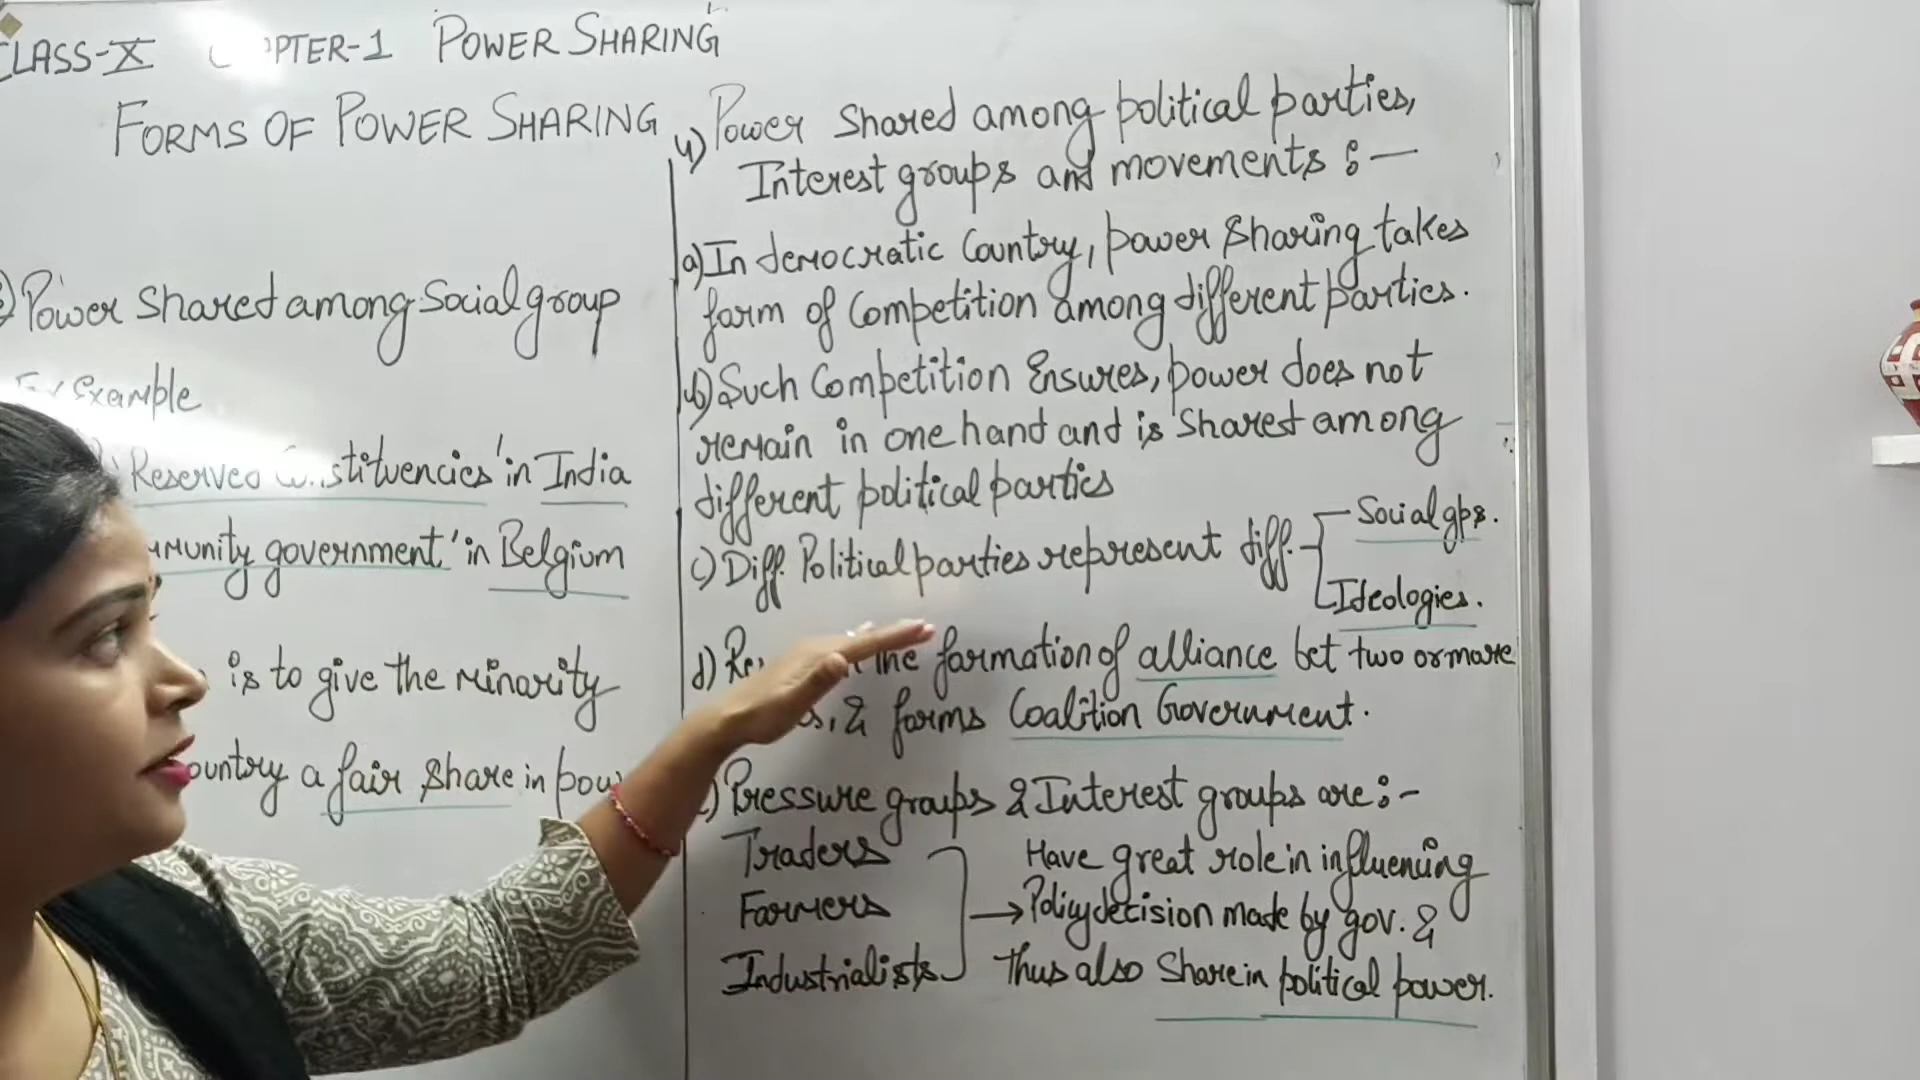 CLASS-X PTER-1 POWER SHARING
FORMS OF POWER SHARING
Power Shared among Social group
Example
'Reserved stituencies' in India
munity government' in Belgium
is to give the minority
ountry a fair share in pow
4) Power Shared among political parties,
Interest groups and movements :-
a) In democratic Country, power sharing takes
form of Competition among different parties.
b) Such Competition Ensures, power does not
remain in one hand and is shared among
different political parties
c) Diff. Political parties represent diff.
Social gps.
Ideologies.
d) the formation of alliance bet two or more
& forms Coalition Government.
Pressure groups & Interest groups are :-
Traders
Farmers
Industrialists
Have great role in influencing
→ Policy decision made by gov. &
thus also share in political power.